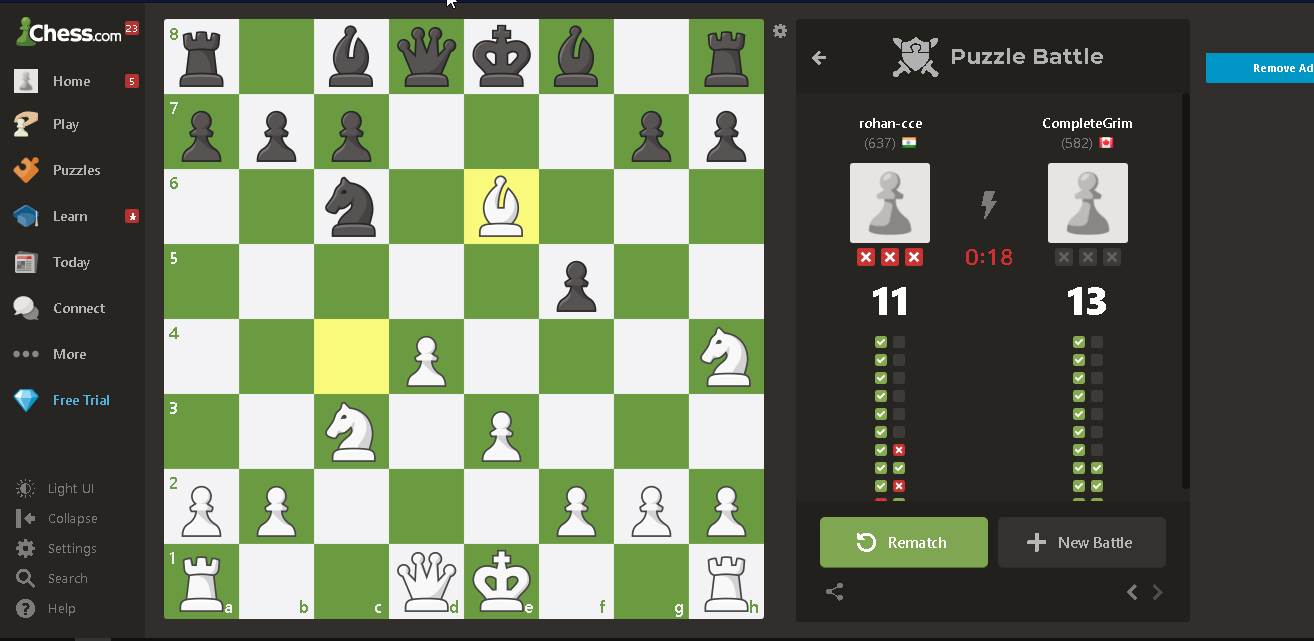 Chess.com 23
Home 5
Play
Puzzles
Learn
Today
Connect
More
Free Trial
Light UI
Collapse
Settings
Search
Help
8
7
6
5
4
3
2
1
a b c d e f g h
Puzzle Battle
rohan-cce
(637)
CompleteGrim
(582)
0:18
11
13
Rematch
New Battle
Remove Ad